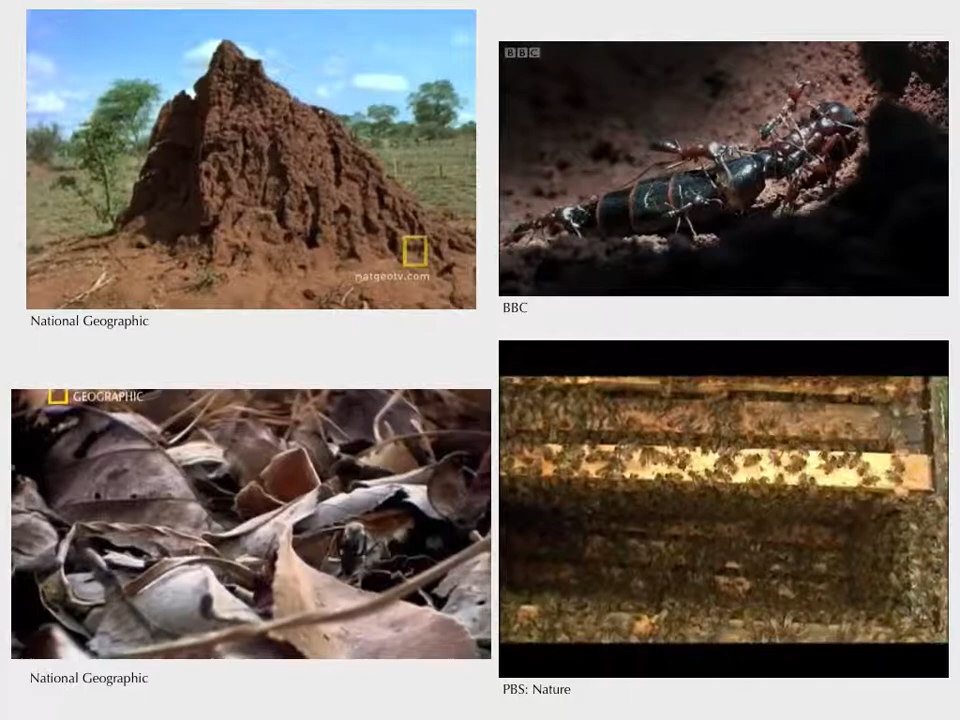 BBC
natgeotv.com
National Geographic
BBC
GEOGRAPHIC
National Geographic
PBS: Nature